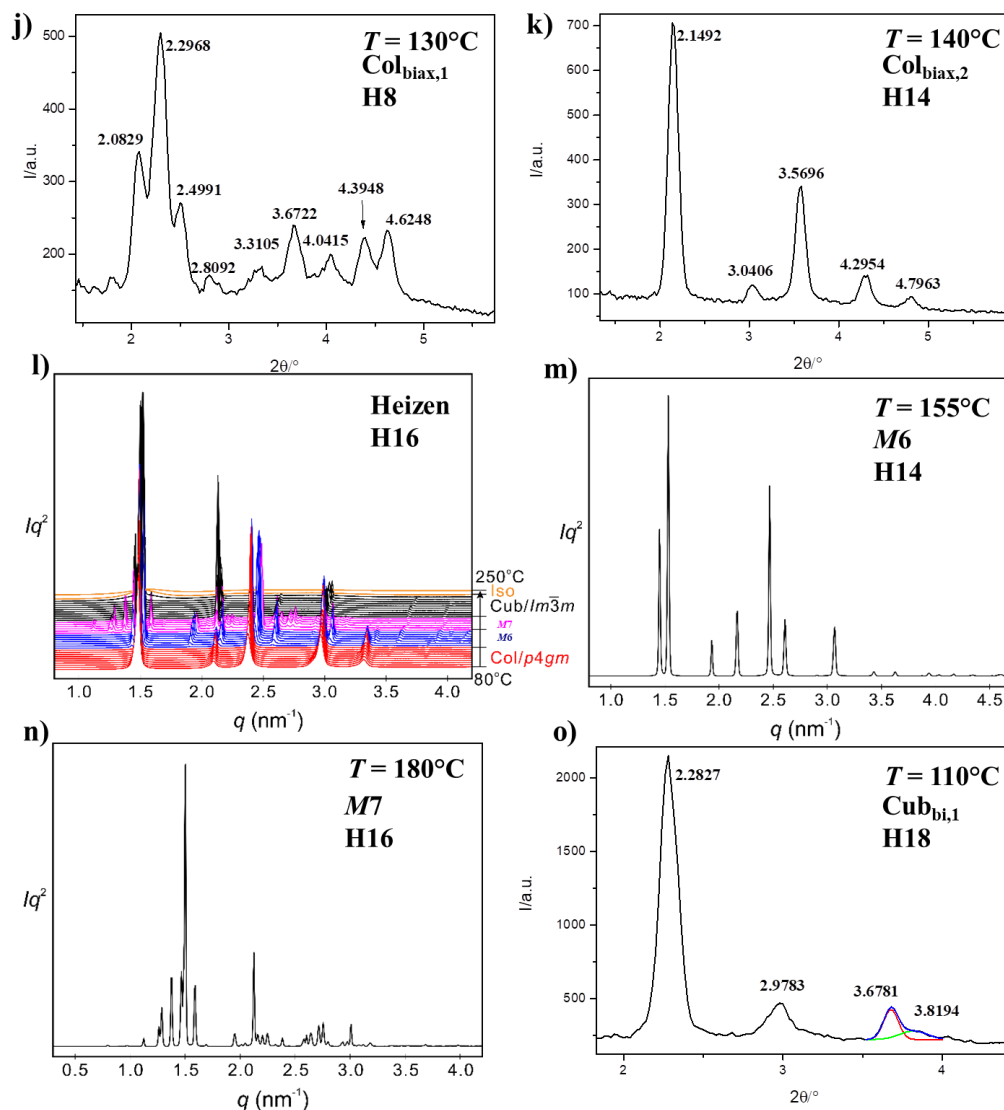 j)
T = 130°C
Col_biax,1
H8
500
400
300
200
I/a.u.
2.0829
2.2968
2.4991
2.8092
3.3105
3.6722
4.0415
4.3948
4.6248
2 3 4 5
2θ/°
k)
T = 140°C
Col_biax,2
H14
700
600
500
400
300
200
100
I/a.u.
2.1492
3.0406
3.5696
4.2954
4.7963
2 3 4 5
2θ/°
l)
Heizen
H16
Iq²
250°C
Iso
Cub/Im3̅m
M7
M6
Col/p4gm
80°C
1.0 1.5 2.0 2.5 3.0 3.5 4.0
q (nm⁻¹)
m)
T = 155°C
M6
H14
Iq²
1.0 1.5 2.0 2.5 3.0 3.5 4.0 4.5
q (nm⁻¹)
n)
T = 180°C
M7
H16
Iq²
0.5 1.0 1.5 2.0 2.5 3.0 3.5 4.0
q (nm⁻¹)
o)
T = 110°C
Cub_bi,1
H18
2000
1500
1000
500
I/a.u.
2.2827
2.9783
3.6781
3.8194
2 3 4
2θ/°